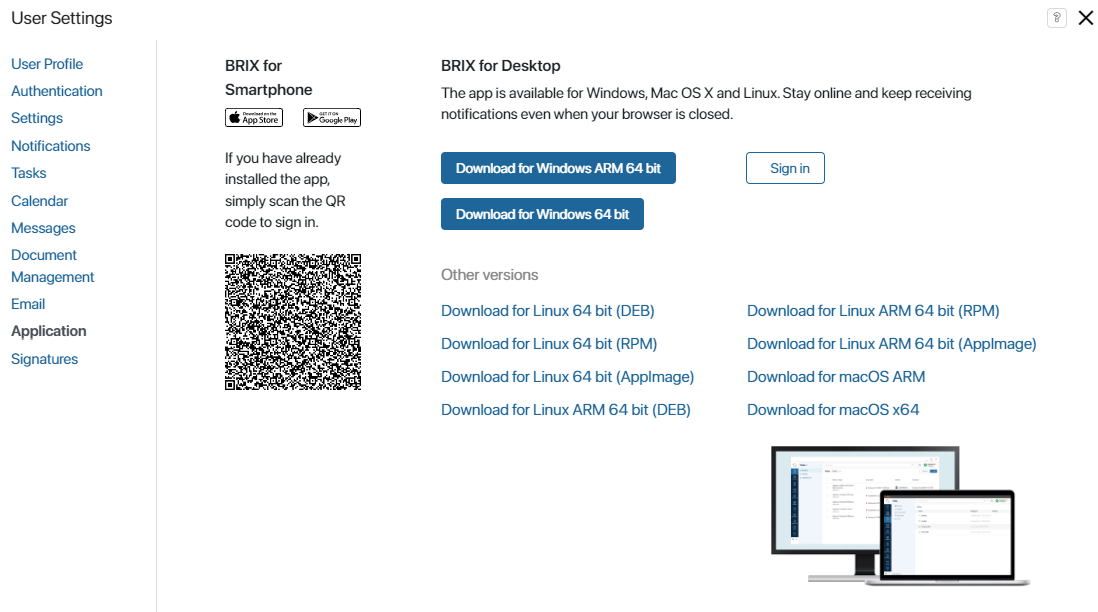 User Settings
?
User Profile
Authentication
Settings
Notifications
Tasks
Calendar
Messages
Document
Management
Email
Application
Signatures
BRIX for
Smartphone
Download on the
App Store
GET IT ON
Google Play
If you have already
installed the app,
simply scan the QR
code to sign in.
BRIX for Desktop
The app is available for Windows, Mac OS X and Linux. Stay online and keep receiving
notifications even when your browser is closed.
Download for Windows ARM 64 bit
Sign in
Download for Windows 64 bit
Other versions
Download for Linux 64 bit (DEB)
Download for Linux 64 bit (RPM)
Download for Linux 64 bit (AppImage)
Download for Linux ARM 64 bit (DEB)
Download for Linux ARM 64 bit (RPM)
Download for Linux ARM 64 bit (AppImage)
Download for macOS ARM
Download for macOS x64